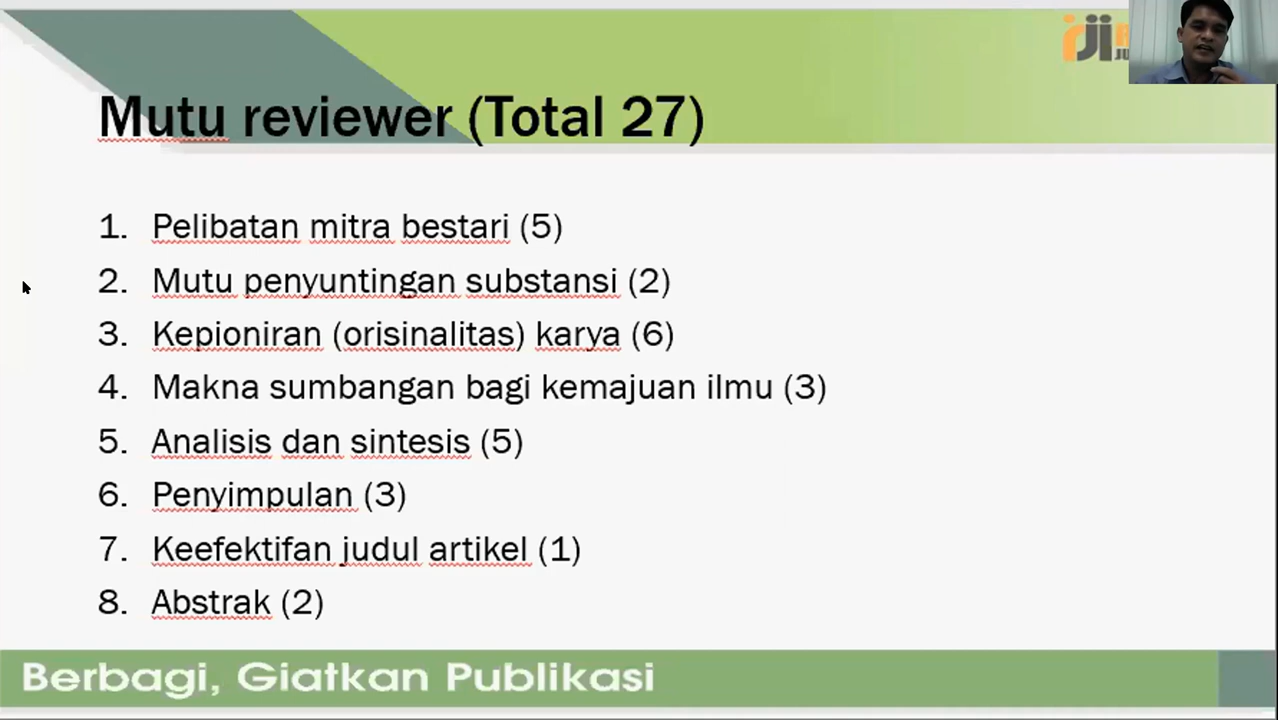 Mutu reviewer (Total 27)
1. Pelibatan mitra bestari (5)
2. Mutu penyuntingan substansi (2)
3. Kepioniran (orisinalitas) karya (6)
4. Makna sumbangan bagi kemajuan ilmu (3)
5. Analisis dan sintesis (5)
6. Penyimpulan (3)
7. Keefektifan judul artikel (1)
8. Abstrak (2)
Berbagi, Giatkan Publikasi